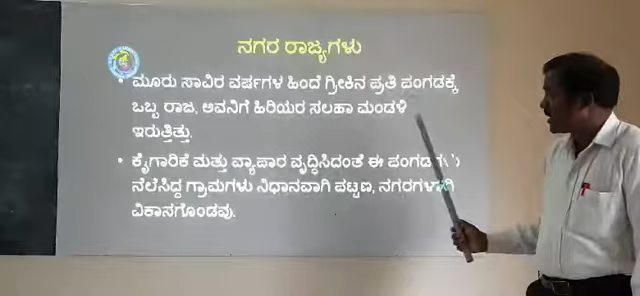 ನಗರ ರಾಜ್ಯಗಳು
• ಮೂರು ಸಾವಿರ ವರ್ಷಗಳ ಹಿಂದೆ ಗ್ರೀಕಿನ ಪ್ರತಿ ಪಂಗಡಕ್ಕೆ
ಒಬ್ಬ ರಾಜ, ಅವನಿಗೆ ಹಿರಿಯರ ಸಲಹಾ ಮಂಡಳಿ
ಇರುತ್ತಿತ್ತು.
• ಕೈಗಾರಿಕೆ ಮತ್ತು ವ್ಯಾಪಾರ ವೃದ್ಧಿಸಿದಂತೆ ಈ
ನೆಲೆಸಿದ್ದ ಗ್ರಾಮಗಳು ನಿಧಾನವಾಗಿ ಪಟ್ಟಣ, ನಗರಗಳಾಗಿ
ವಿಕಾಸಗೊಂಡವು.